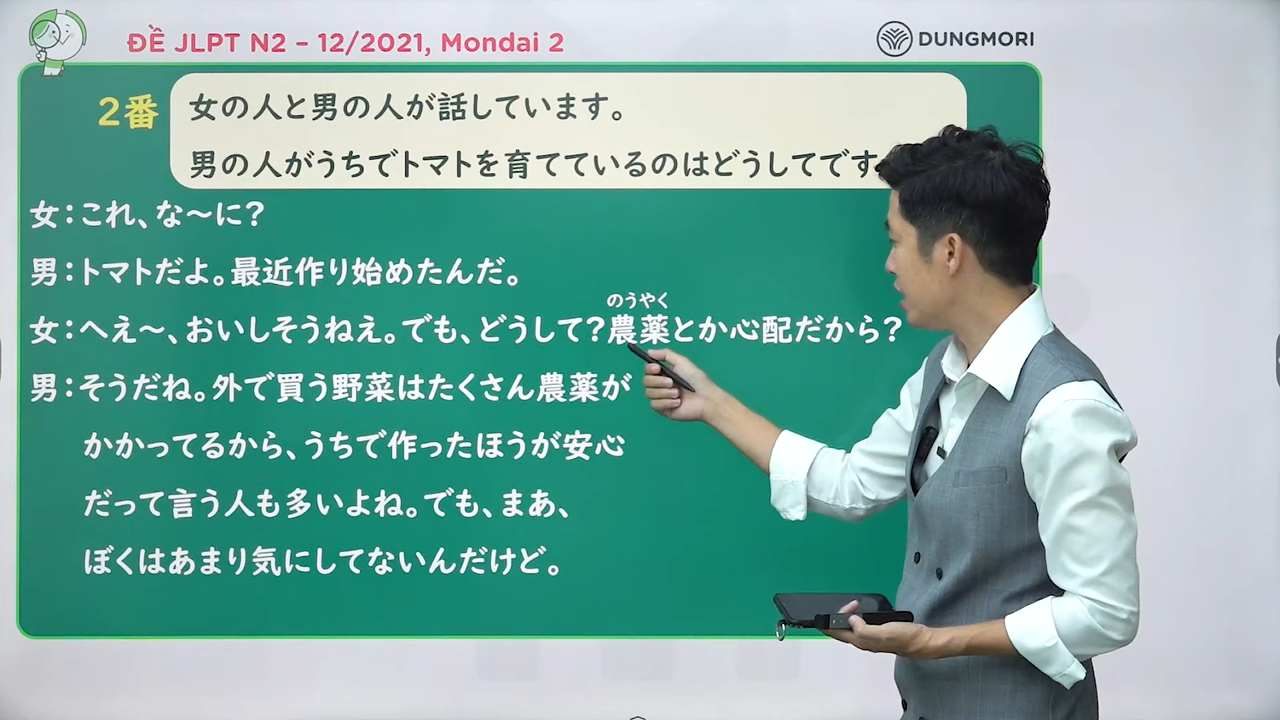 ĐỀ JLPT N2 – 12/2021, Mondai 2
DUNGMORI
2番
女の人と男の人が話しています。
男の人がうちでトマトを育てているのはどうしてです
女：これ、な～に？
男：トマトだよ。最近作り始めたんだ。
女：へえ～、おいしそうねえ。でも、どうして？農薬とか心配だから？
のうやく
男：そうだね。外で買う野菜はたくさん農薬が
かかってるから、うちで作ったほうが安心
だって言う人も多いよね。でも、まあ、
ぼくはあまり気にしてないんだけど。